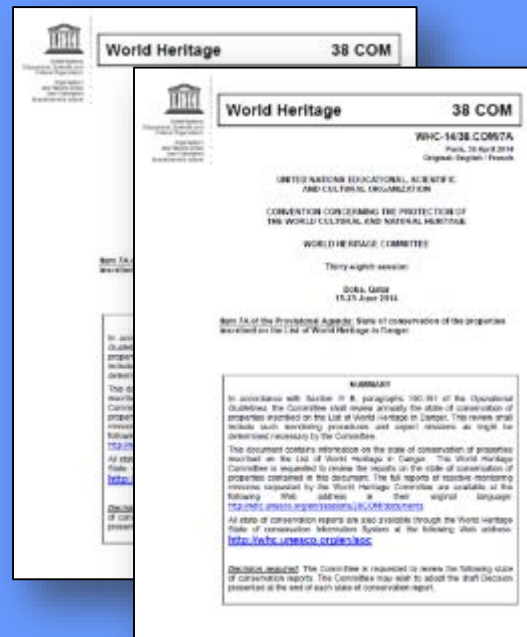 World Heritage 38 COM
World Heritage 38 COM
WHC-14/38.COM/7A
Paris, 30 April 2014
Original: English / French
UNITED NATIONS EDUCATIONAL, SCIENTIFIC
AND CULTURAL ORGANIZATION
CONVENTION CONCERNING THE PROTECTION OF
THE WORLD CULTURAL AND NATURAL HERITAGE
WORLD HERITAGE COMMITTEE
Thirty-eighth session
Doha, Qatar
15-25 June 2014
Item 7A of the Provisional Agenda: State of conservation of the properties
inscribed on the List of World Heritage in Danger
SUMMARY
In accordance with Section IV B, paragraphs 190-191 of the Operational
Guidelines, the Committee shall review annually the state of conservation of
properties inscribed on the List of World Heritage in Danger. This review shall
include such monitoring procedures and expert missions as might be
determined necessary by the Committee.
This document contains information on the state of conservation of properties
inscribed on the List of World Heritage in Danger. The World Heritage
Committee is requested to review the reports on the state of conservation of
properties contained in this document. The full reports of reactive monitoring
missions requested by the World Heritage Committee are available at the
following Web address in their original language:
http://whc.unesco.org/en/sessions/38COM/documents
All state of conservation reports are also available through the World Heritage
State of conservation Information System at the following Web address:
http://whc.unesco.org/en/soc
Decision required: The Committee is requested to review the following state
of conservation reports. The Committee may wish to adopt the draft Decision
presented at the end of each state of conservation report.